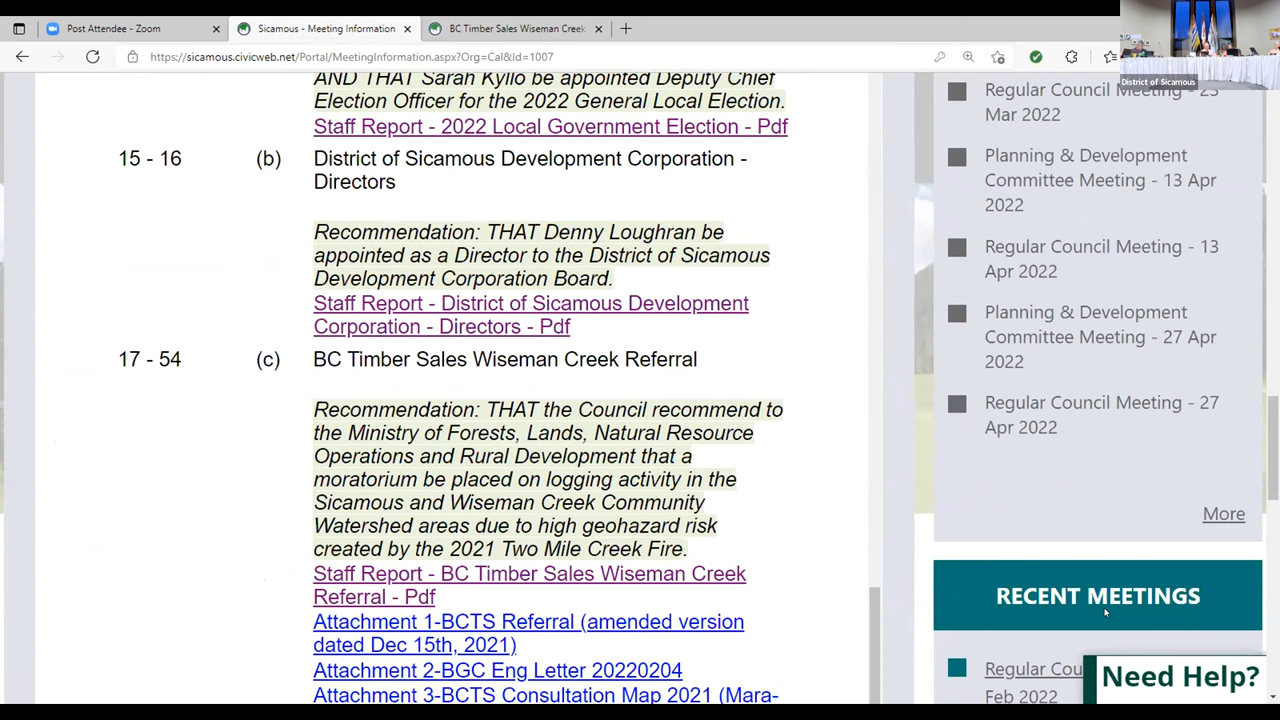 Post Attendee - Zoom
Sicamous - Meeting Information
BC Timber Sales Wiseman Creek
https://sicamous.civicweb.net/Portal/MeetingInformation.aspx?Org=Cal&Id=1007
District of Sicamous
AND THAT Sarah Kyllo be appointed Deputy Chief
Election Officer for the 2022 General Local Election.
Staff Report - 2022 Local Government Election - Pdf
15 - 16 (b) District of Sicamous Development Corporation -
Directors
Recommendation: THAT Denny Loughran be
appointed as a Director to the District of Sicamous
Development Corporation Board.
Staff Report - District of Sicamous Development
Corporation - Directors - Pdf
17 - 54 (c) BC Timber Sales Wiseman Creek Referral
Recommendation: THAT the Council recommend to
the Ministry of Forests, Lands, Natural Resource
Operations and Rural Development that a
moratorium be placed on logging activity in the
Sicamous and Wiseman Creek Community
Watershed areas due to high geohazard risk
created by the 2021 Two Mile Creek Fire.
Staff Report - BC Timber Sales Wiseman Creek
Referral - Pdf
Attachment 1-BCTS Referral (amended version
dated Dec 15th, 2021)
Attachment 2-BGC Eng Letter 20220204
Attachment 3-BCTS Consultation Map 2021 (Mara-
Regular Council Meeting - 23
Mar 2022
Planning & Development
Committee Meeting - 13 Apr
2022
Regular Council Meeting - 13
Apr 2022
Planning & Development
Committee Meeting - 27 Apr
2022
Regular Council Meeting - 27
Apr 2022
More
RECENT MEETINGS
Regular Cou
Feb 2022
Need Help?